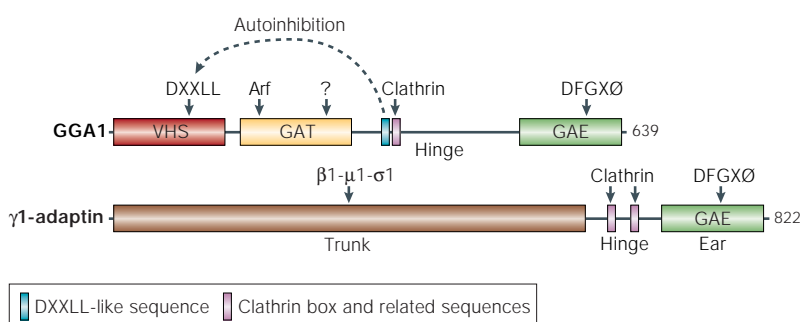 Autoinhibition
DXXLL Arf ? Clathrin DFGXØ
GGA1 VHS GAT GAE 639
Hinge
β1-μ1-σ1 Clathrin DFGXØ
γ1-adaptin GAE 822
Trunk Hinge Ear
DXXLL-like sequence Clathrin box and related sequences